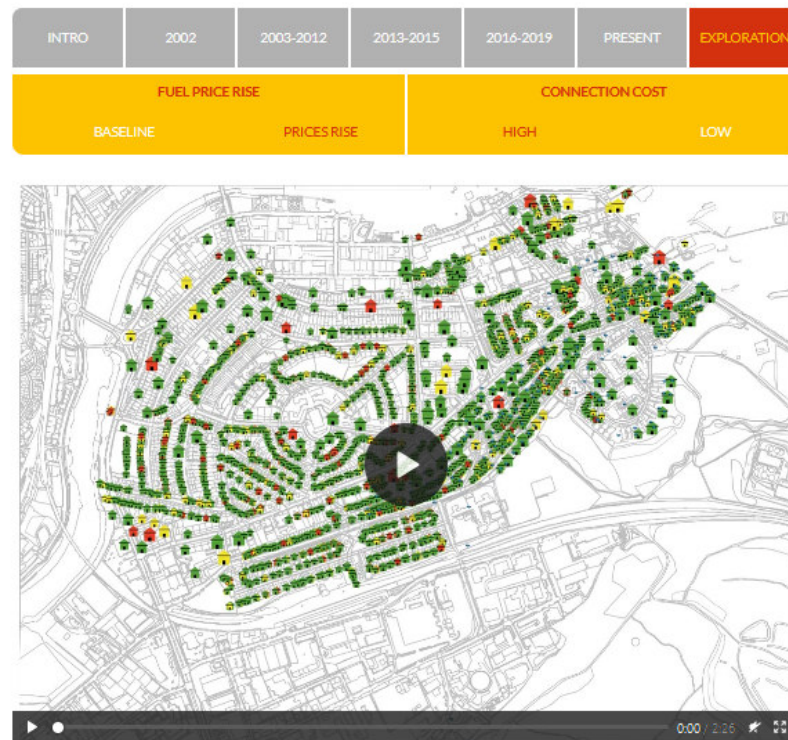 INTRO 2002 2003-2012 2013-2015 2016-2019 PRESENT EXPLORATION
FUEL PRICE RISE CONNECTION COST
BASELINE PRICES RISE HIGH LOW
0:00 / 2:26